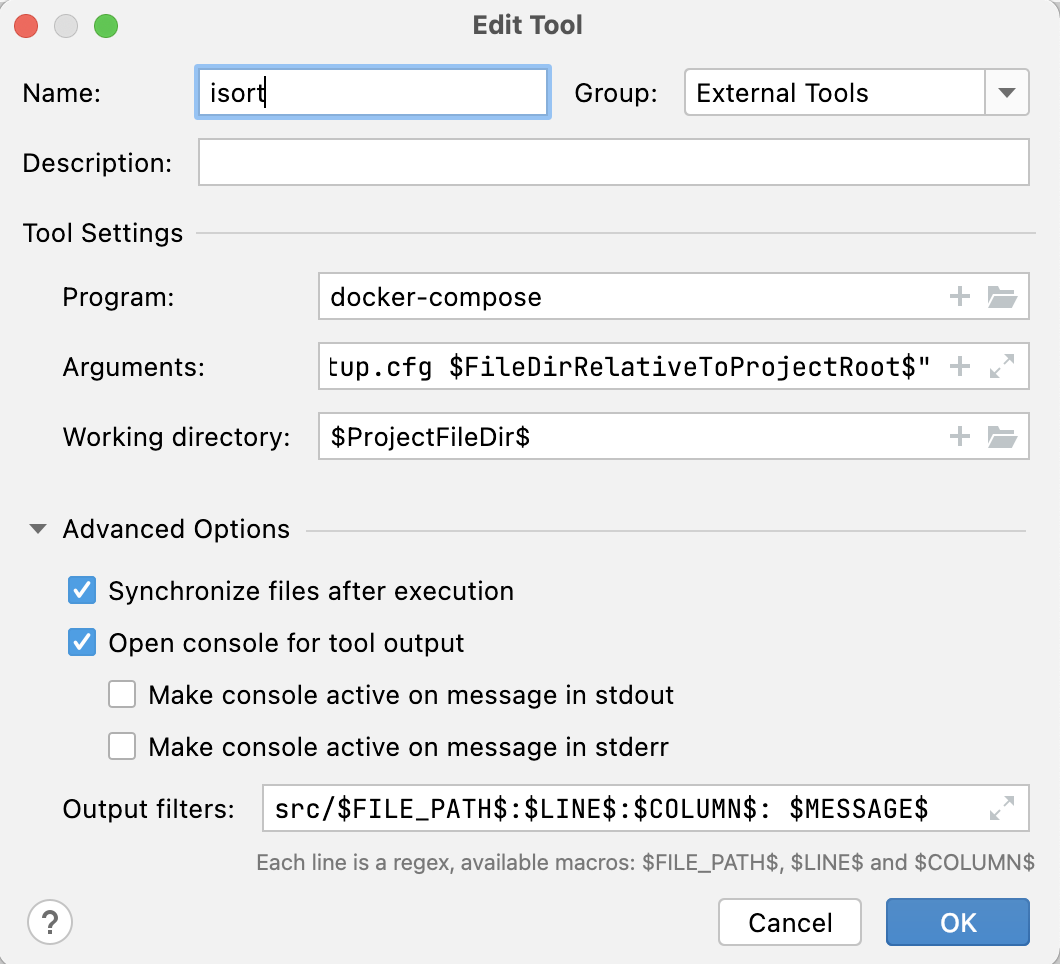 Edit Tool
Name: isort Group: External Tools
Description:
Tool Settings
Program: docker-compose
Arguments: tup.cfg $FileDirRelativeToProjectRoot$"
Working directory: $ProjectFileDir$
Advanced Options
Synchronize files after execution
Open console for tool output
Make console active on message in stdout
Make console active on message in stderr
Output filters: src/$FILE_PATH$:$LINE$:$COLUMN$: $MESSAGE$
Each line is a regex, available macros: $FILE_PATH$, $LINE$ and $COLUMN$
? Cancel OK